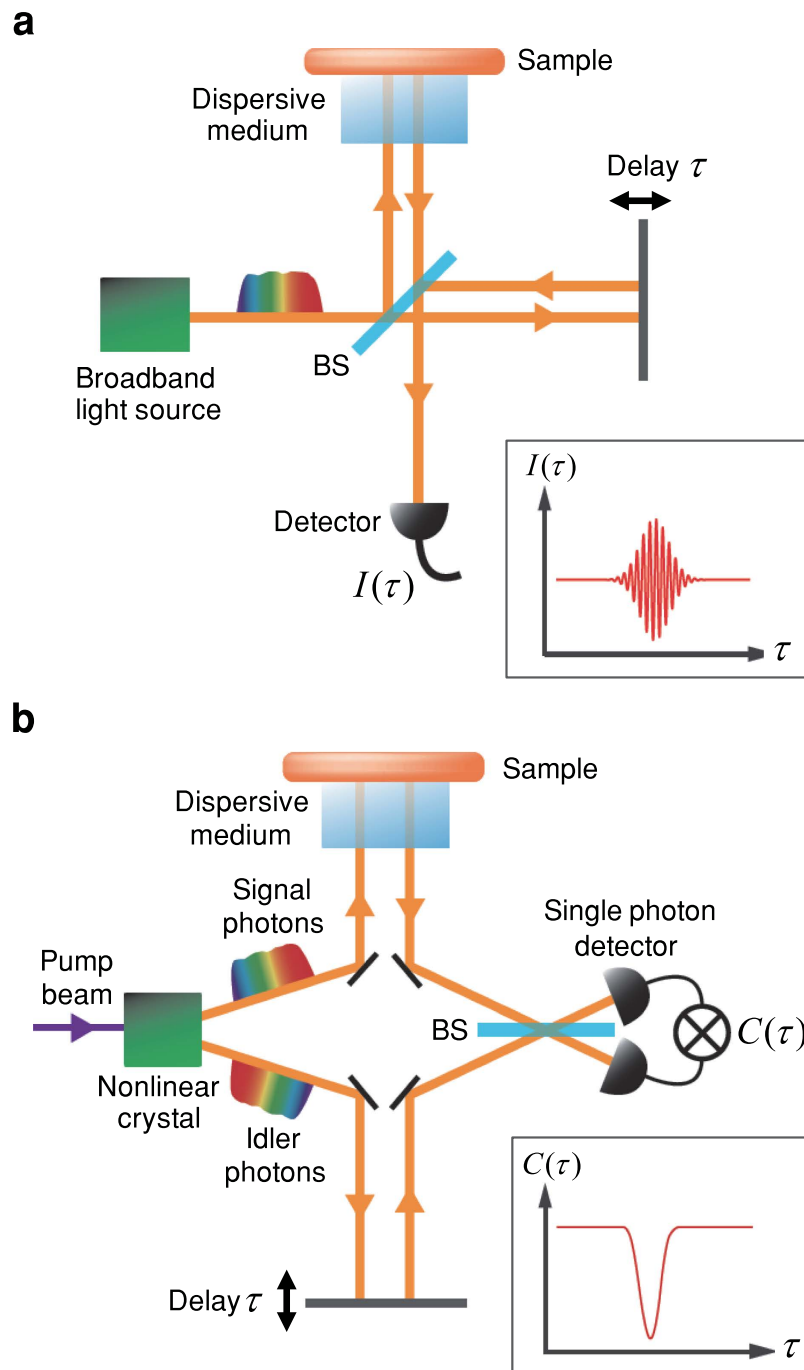 a
Sample
Dispersive
medium
Delay τ
BS
Broadband
light source
Detector
I(τ)
I(τ)
τ
b
Sample
Dispersive
medium
Signal
photons
Single photon
detector
Pump
beam
BS
C(τ)
Nonlinear
crystal
Idler
photons
C(τ)
Delay τ
τ